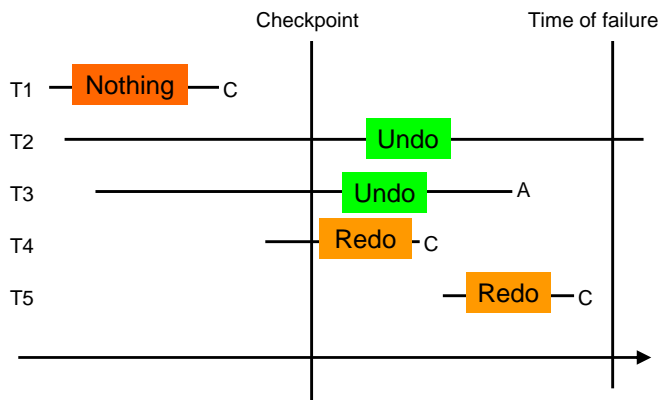 Checkpoint Time of failure
T1 Nothing C
T2 Undo
T3 Undo A
T4 Redo C
T5 Redo C